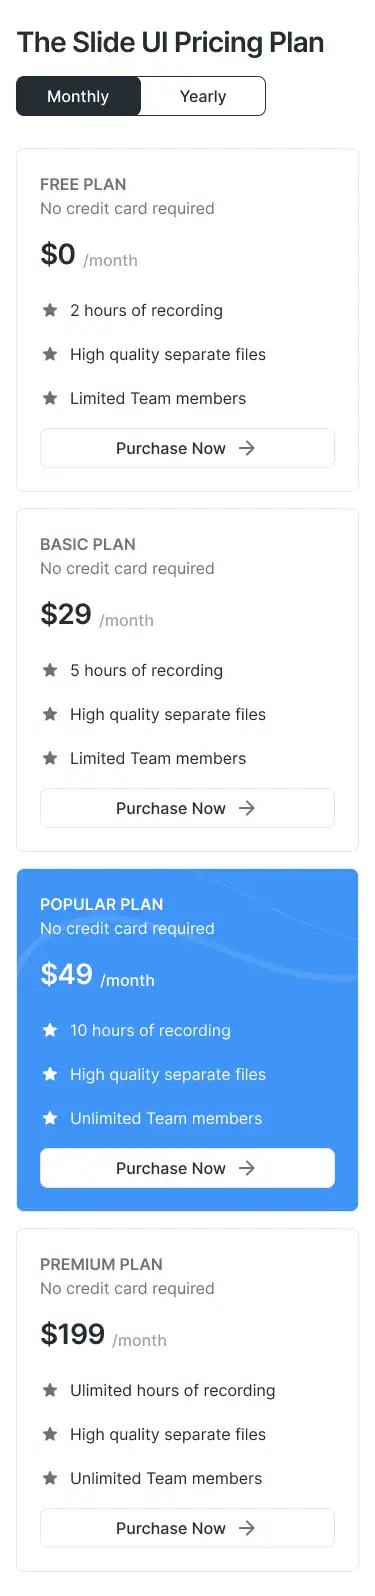 The Slide UI Pricing Plan
Monthly Yearly
FREE PLAN
No credit card required
$0 /month
2 hours of recording
High quality separate files
Limited Team members
Purchase Now
BASIC PLAN
No credit card required
$29 /month
5 hours of recording
High quality separate files
Limited Team members
Purchase Now
POPULAR PLAN
No credit card required
$49 /month
10 hours of recording
High quality separate files
Unlimited Team members
Purchase Now
PREMIUM PLAN
No credit card required
$199 /month
Ulimited hours of recording
High quality separate files
Unlimited Team members
Purchase Now